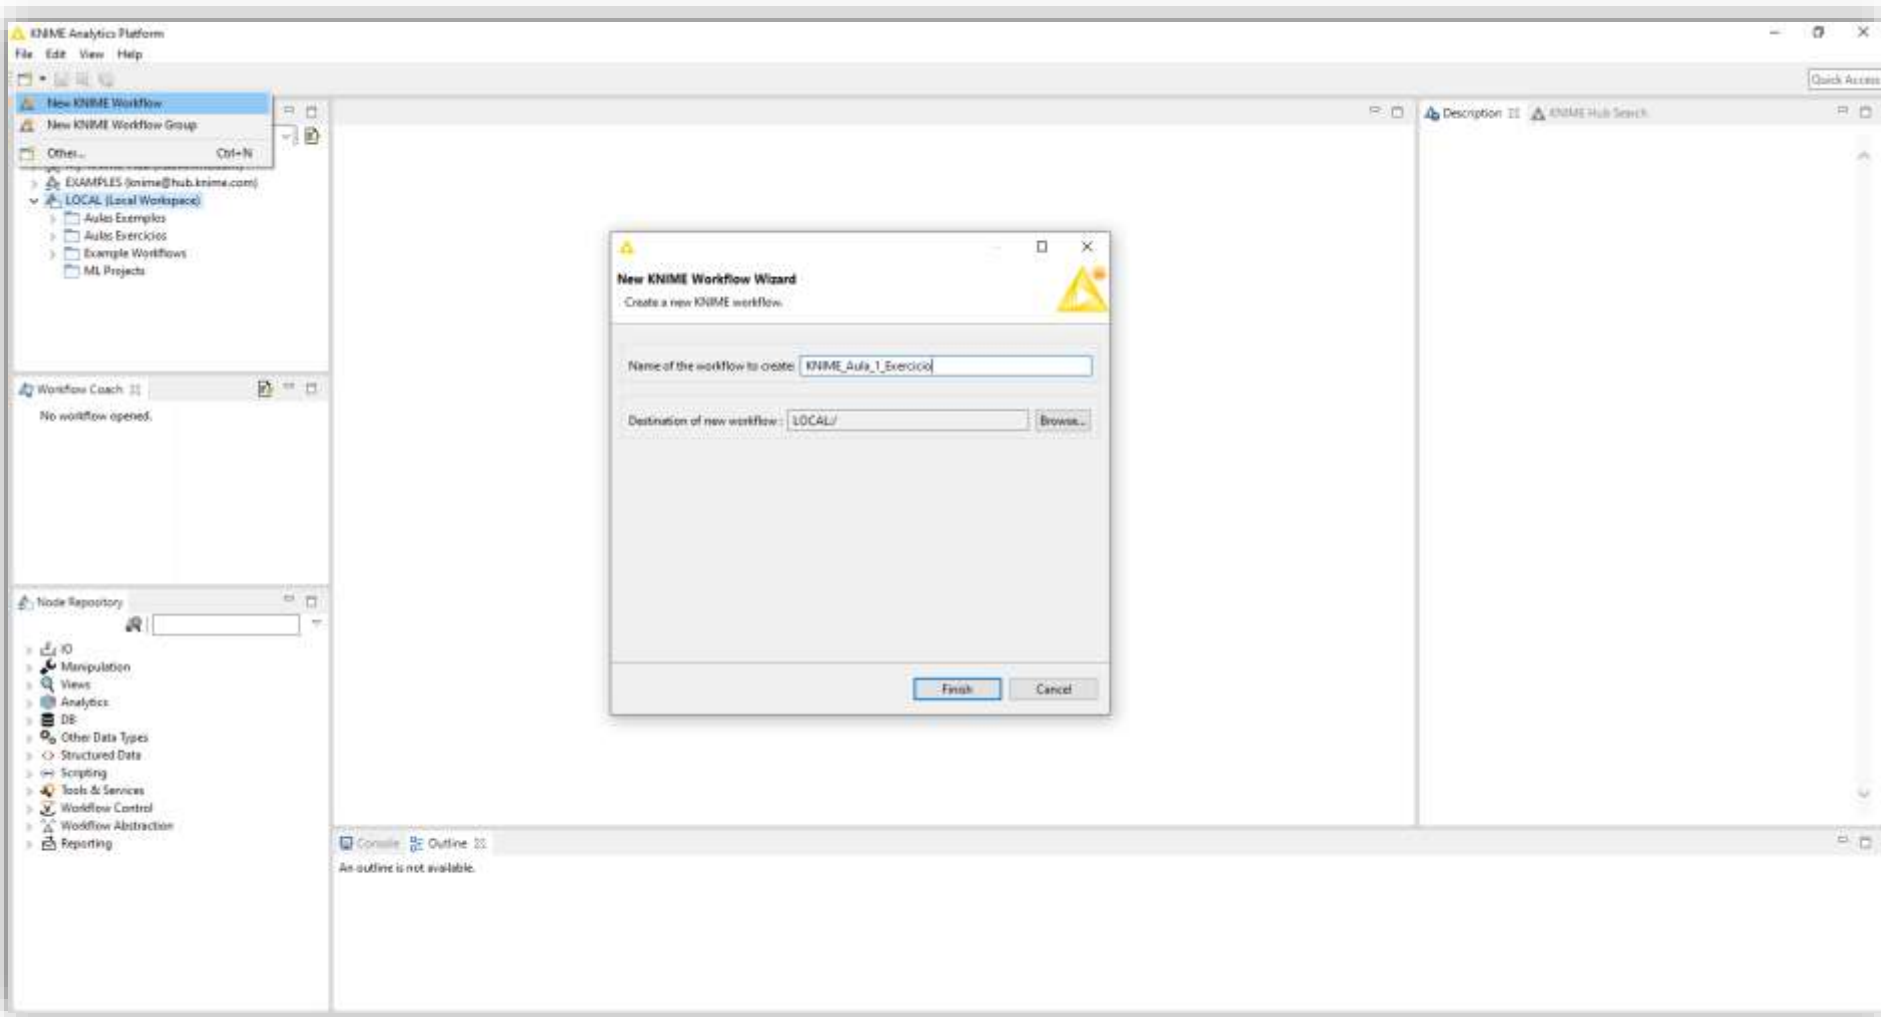 KNIME Analytics Platform
File Edit View Help
Quick Access
New KNIME Workflow
New KNIME Workflow Group
Other... Ctrl+N
EXAMPLES (knime@hub.knime.com)
LOCAL (Local Workspace)
Aulas Exemplos
Aulas Exercicios
Example Workflows
ML Projects
Workflow Coach
No workflow opened.
Node Repository
IO
Manipulation
Views
Analytics
DB
Other Data Types
Structured Data
Scripting
Tools & Services
Workflow Control
Workflow Abstraction
Reporting
New KNIME Workflow Wizard
Create a new KNIME workflow.
Name of the workflow to create: KNIME_Aula_1_Exercicio
Destination of new workflow : LOCAL:/ Browse...
Finish Cancel
Console Outline
An outline is not available.
Description KNIME Hub Search